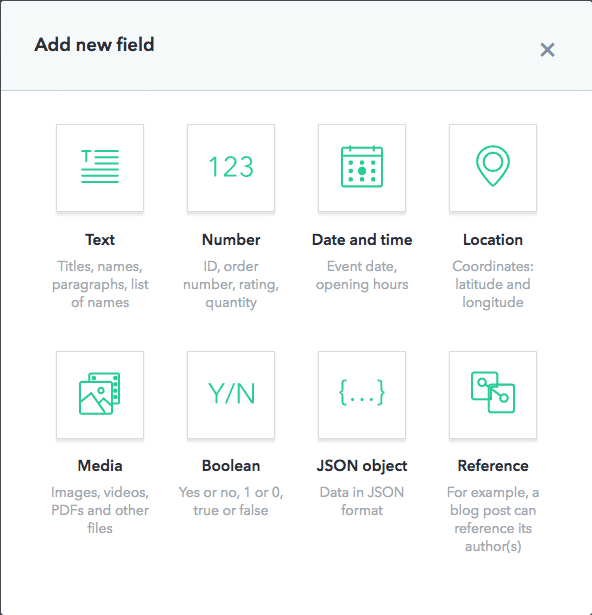 Add new field
T
123
Text
Number
Date and time
Location
Titles, names,
paragraphs, list
of names
ID, order
number, rating,
quantity
Event date,
opening hours
Coordinates:
latitude and
longitude
Y/N
{...}
Media
Boolean
JSON object
Reference
Images, videos,
PDFs and other
files
Yes or no, 1 or 0,
true or false
Data in JSON
format
For example, a
blog post can
reference its
author(s)